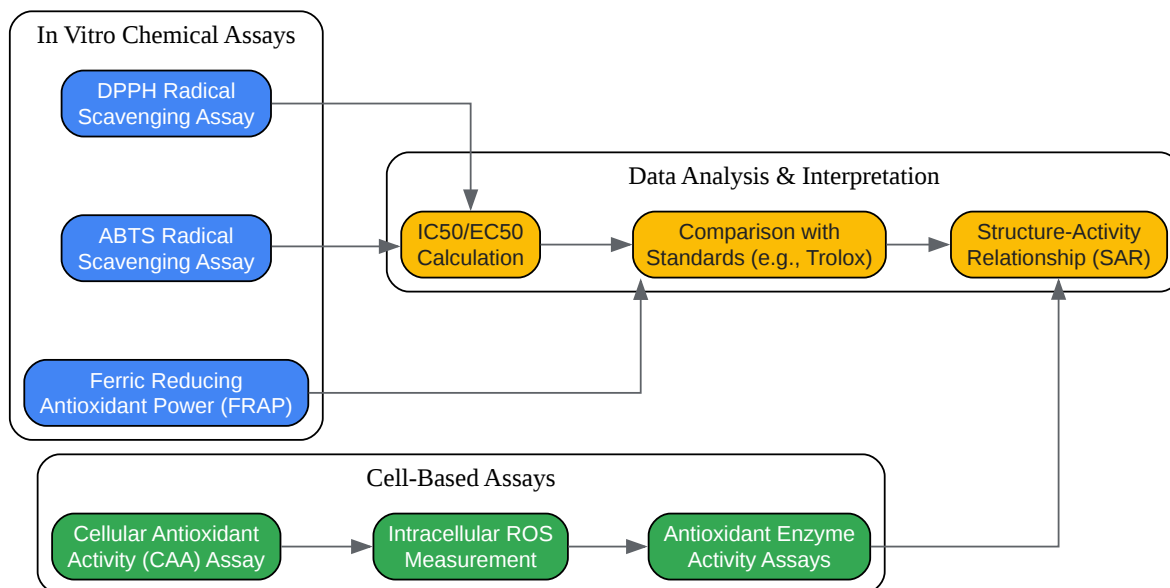 In Vitro Chemical Assays
DPPH Radical
Scavenging Assay
ABTS Radical
Scavenging Assay
Ferric Reducing
Antioxidant Power (FRAP)
Data Analysis & Interpretation
IC50/EC50
Calculation
Comparison with
Standards (e.g., Trolox)
Structure-Activity
Relationship (SAR)
Cell-Based Assays
Cellular Antioxidant
Activity (CAA) Assay
Intracellular ROS
Measurement
Antioxidant Enzyme
Activity Assays